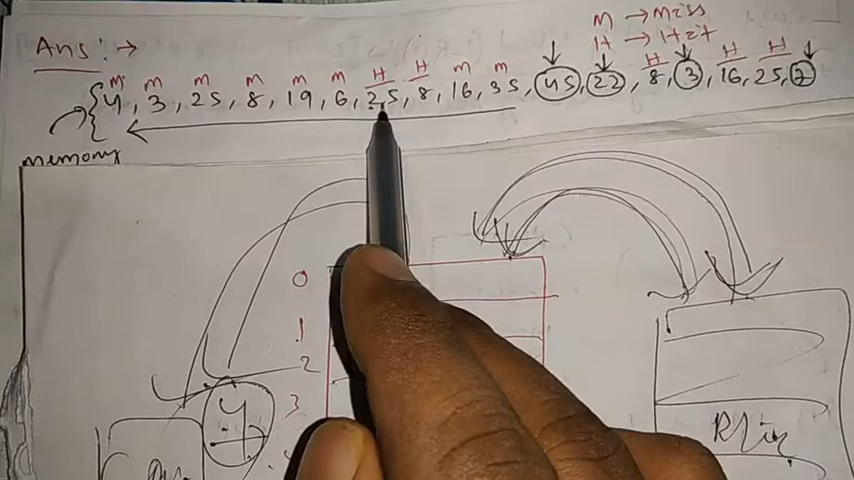 M → Miss
H → Hit
Ans: →
m m m m m m H H m m H H H
{ 4, 3, 25, 8, 19, 6, 25, 8, 16, 35, 45, 22, 8, 3, 16, 25, 7
memory
0
1
2
3
4